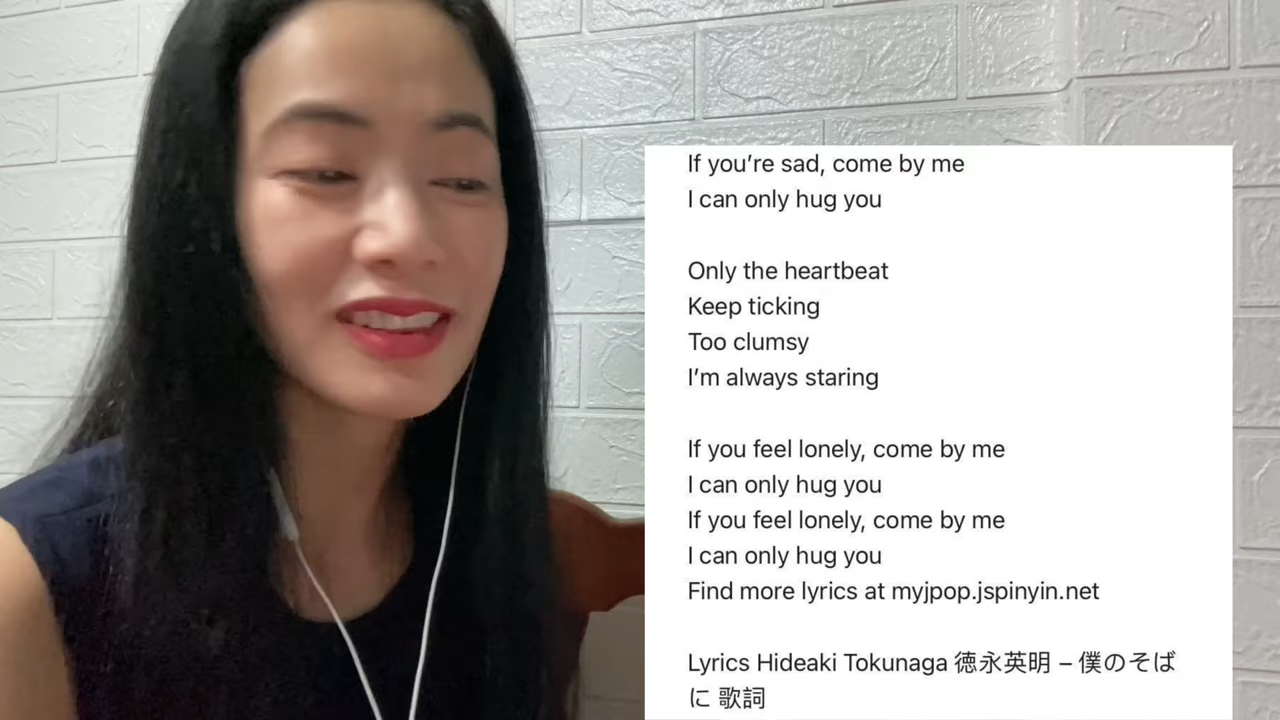 If you’re sad, come by me
I can only hug you
Only the heartbeat
Keep ticking
Too clumsy
I’m always staring
If you feel lonely, come by me
I can only hug you
If you feel lonely, come by me
I can only hug you
Find more lyrics at myjpop.jspinyin.net
Lyrics Hideaki Tokunaga 徳永英明 – 僕のそば
に 歌詞